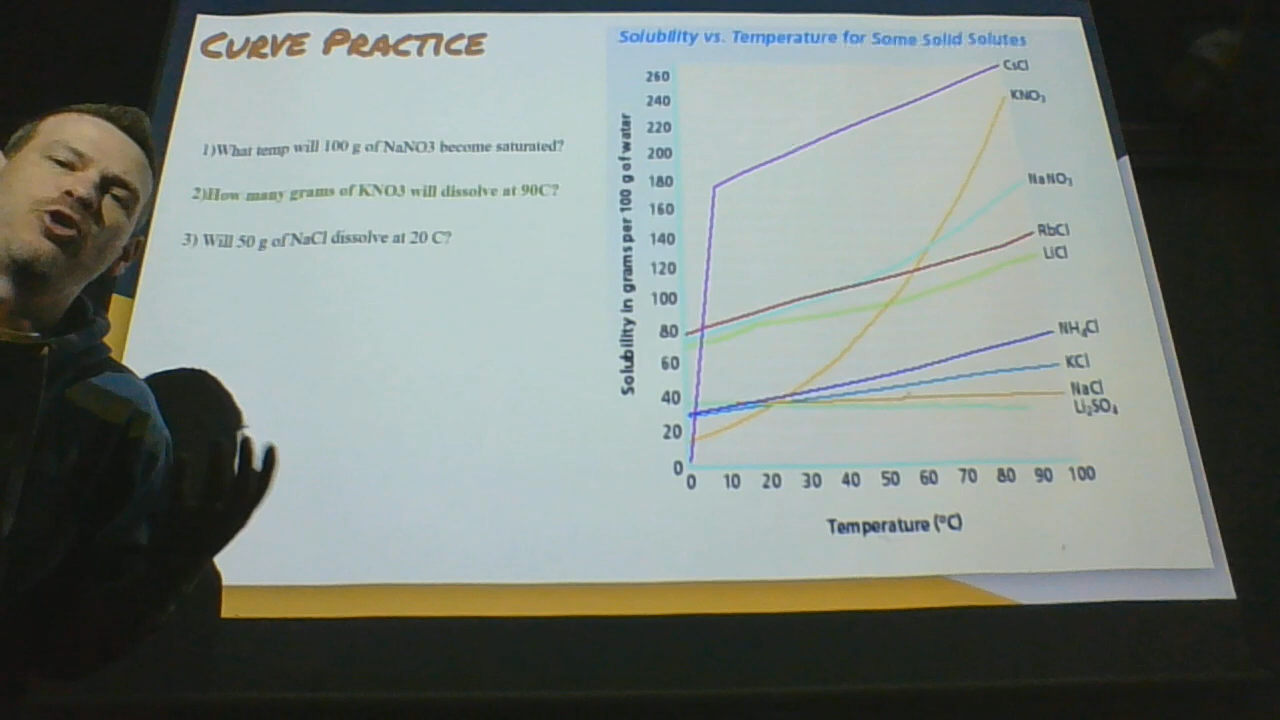 CURVE PRACTICE
1)What temp will 100 g of NaNO3 become saturated?
2)How many grams of KNO3 will dissolve at 90C?
3) Will 50 g of NaCl dissolve at 20 C?
Solubility vs. Temperature for Some Solid Solutes
Solubility in grams per 100 g of water
260
240
220
200
180
160
140
120
100
80
60
40
20
0
CsCl
KNO₃
NaNO₃
RbCl
LiCl
NH₄Cl
KCl
NaCl
Li₂SO₄
0 10 20 30 40 50 60 70 80 90 100
Temperature (°C)